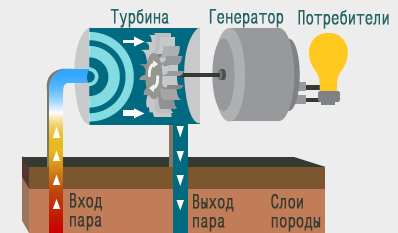 Турбина Генератор Потребители
Вход
пара
Выход
пара
Слои
породы